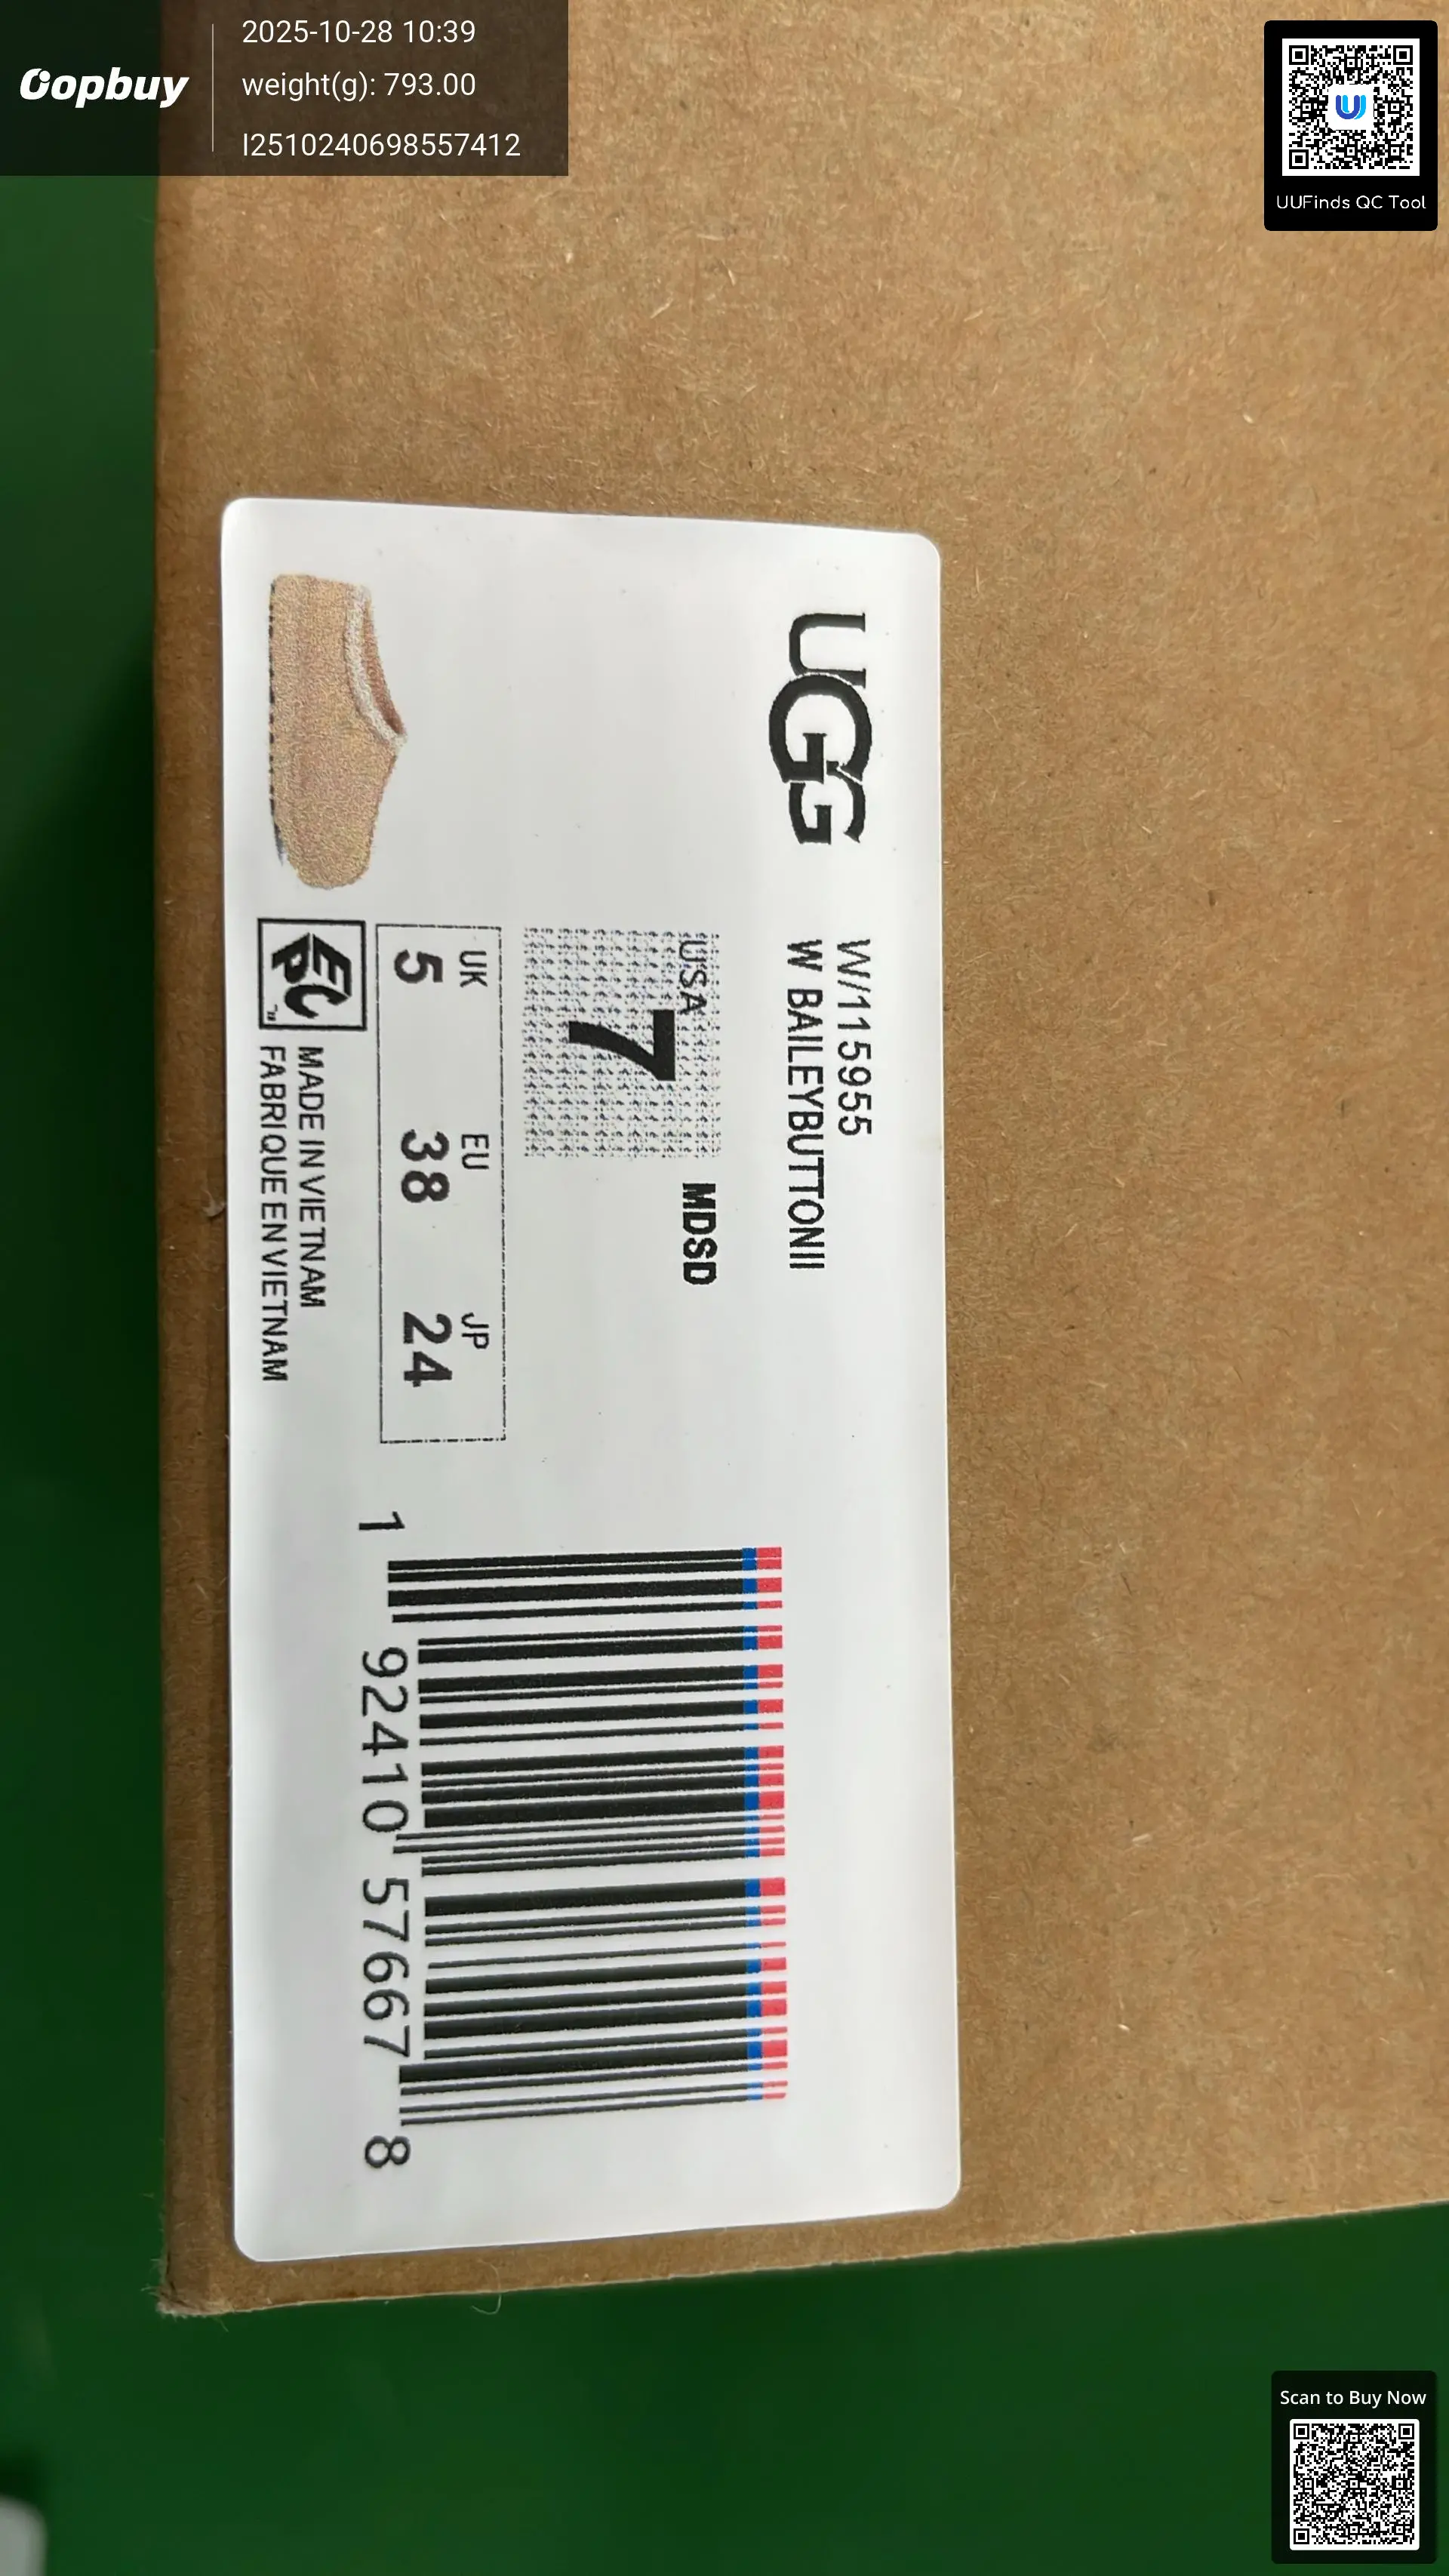 Oopbuy
2025-10-28 10:39
weight(g): 793.00
I2510240698557412
UUFinds QC Tool
UGG
W/115955
W BAILEYBUTTONII
USA
7
MDSD
UK
EU
JP
5
38
24
EPC™
MADE IN VIETNAM
FABRIQUE EN VIETNAM
1 92410 57667 8
Scan to Buy Now